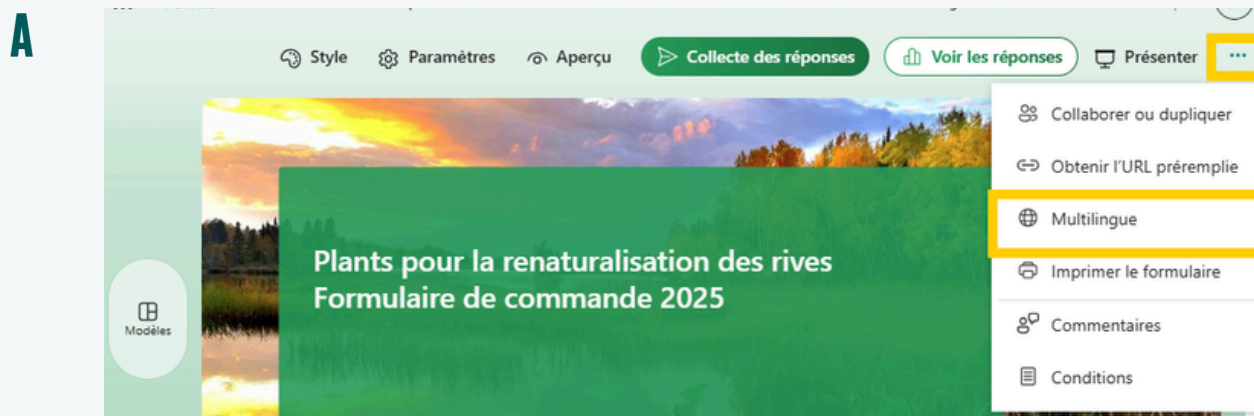 A
Style Paramètres Aperçu Collecte des réponses Voir les réponses Présenter ...
Collaborer ou dupliquer
Obtenir l'URL préremplie
Multilingue
Imprimer le formulaire
Commentaires
Conditions
Plants pour la renaturalisation des rives
Formulaire de commande 2025
Modèles